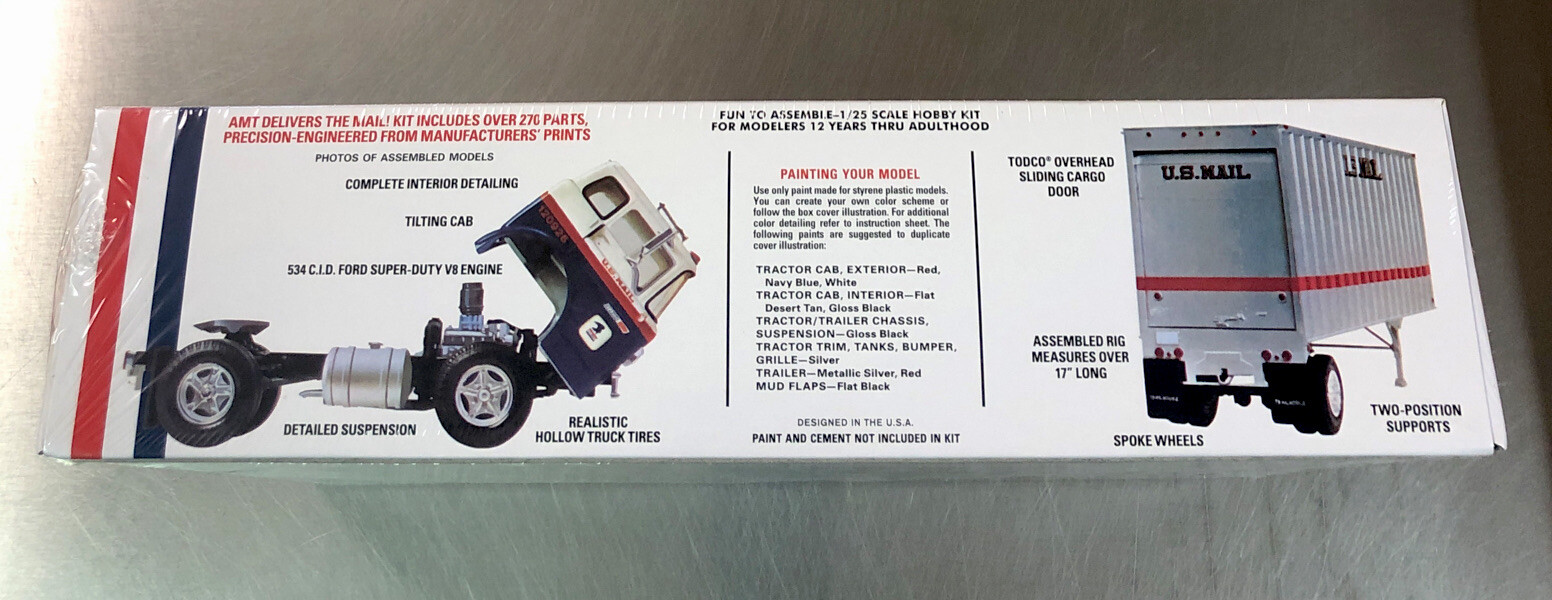 AMT DELIVERS THE MAIL! KIT INCLUDES OVER 270 PARTS,
PRECISION-ENGINEERED FROM MANUFACTURERS' PRINTS
PHOTOS OF ASSEMBLED MODELS
COMPLETE INTERIOR DETAILING
TILTING CAB
534 C.I.D. FORD SUPER-DUTY V8 ENGINE
120926
U.S. MAIL
DETAILED SUSPENSION
REALISTIC
HOLLOW TRUCK TIRES
FUN TO ASSEMBLE–1/25 SCALE HOBBY KIT
FOR MODELERS 12 YEARS THRU ADULTHOOD
PAINTING YOUR MODEL
Use only paint made for styrene plastic models.
You can create your own color scheme or
follow the box cover illustration. For additional
color detailing refer to instruction sheet. The
following paints are suggested to duplicate
cover illustration:
TRACTOR CAB, EXTERIOR—Red,
Navy Blue, White
TRACTOR CAB, INTERIOR—Flat
Desert Tan, Gloss Black
TRACTOR/TRAILER CHASSIS,
SUSPENSION—Gloss Black
TRACTOR TRIM, TANKS, BUMPER,
GRILLE—Silver
TRAILER—Metallic Silver, Red
MUD FLAPS—Flat Black
DESIGNED IN THE U.S.A.
PAINT AND CEMENT NOT INCLUDED IN KIT
TODCO® OVERHEAD
SLIDING CARGO
DOOR
U.S. MAIL
ASSEMBLED RIG
MEASURES OVER
17" LONG
SPOKE WHEELS
TWO-POSITION
SUPPORTS